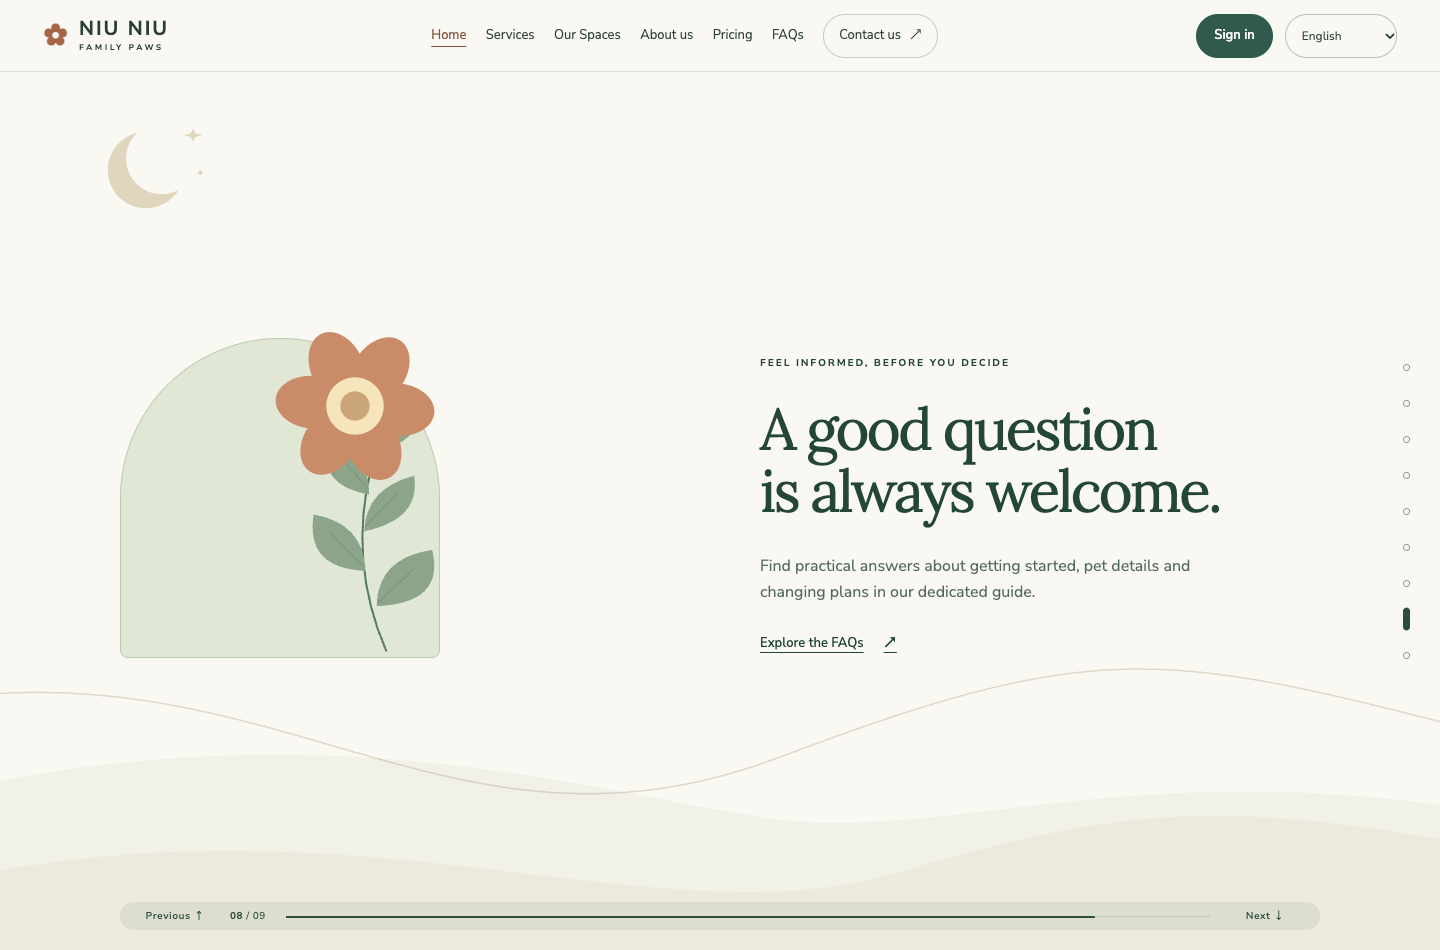 NIU NIU
FAMILY PAWS
Home
Services
Our Spaces
About us
Pricing
FAQs
Contact us ↗
Sign in
English
FEEL INFORMED, BEFORE YOU DECIDE
A good question
is always welcome.
Find practical answers about getting started, pet details and
changing plans in our dedicated guide.
Explore the FAQs ↗
Previous ↑
08 / 09
Next ↓